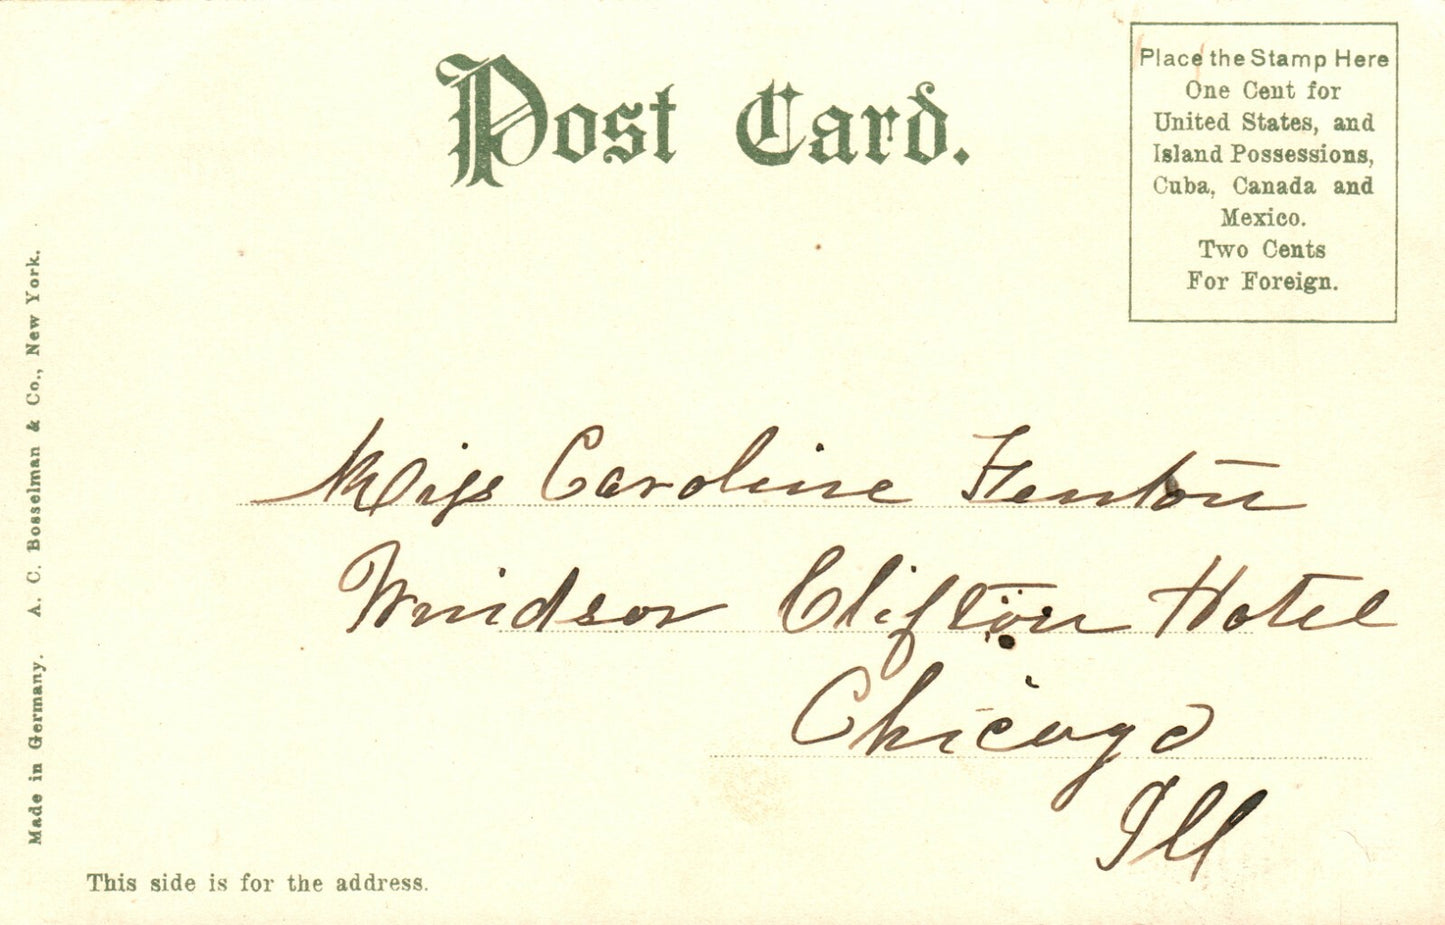 Post Card.
Place the Stamp Here
One Cent for
United States, and
Island Possessions,
Cuba, Canada and
Mexico.
Two Cents
For Foreign.
Miss Caroline Fenton
Windsor Clifton Hotel
Chicago
Ill
This side is for the address.
Made in Germany. A. C. Bosselman & Co., New York.